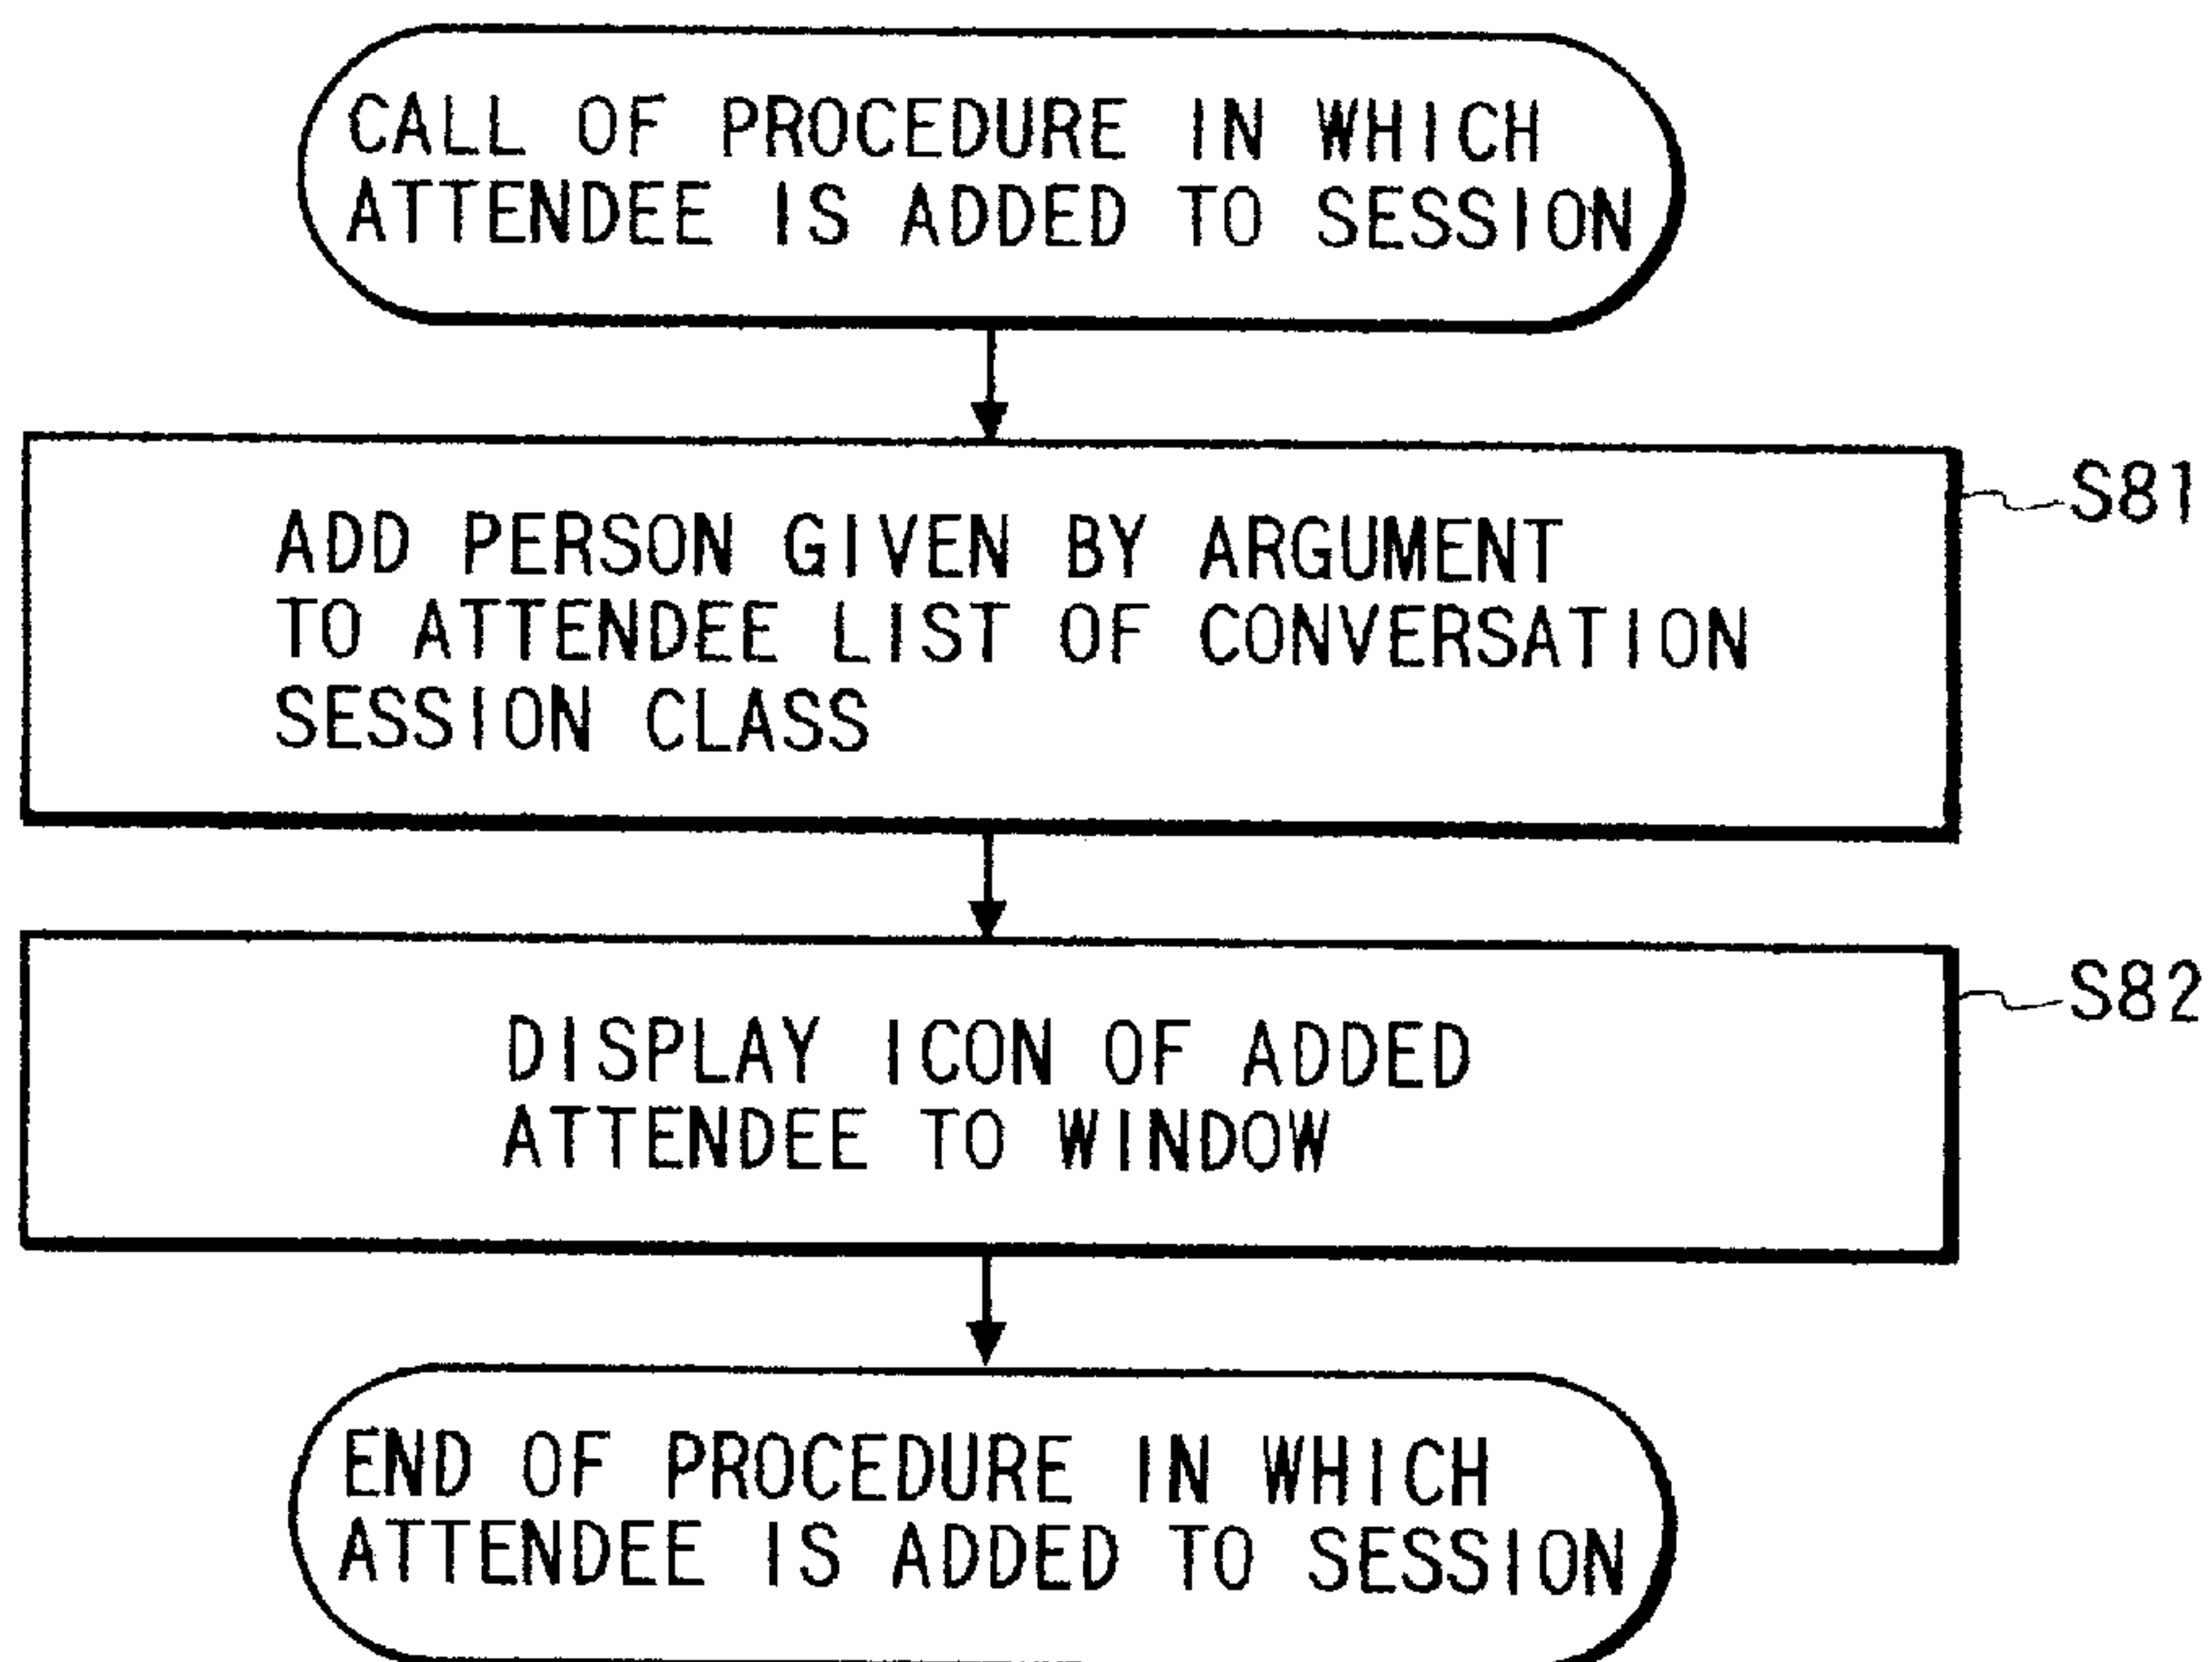 CALL OF PROCEDURE IN WHICH
ATTENDEE IS ADDED TO SESSION
S81
ADD PERSON GIVEN BY ARGUMENT
TO ATTENDEE LIST OF CONVERSATION
SESSION CLASS
S82
DISPLAY ICON OF ADDED
ATTENDEE TO WINDOW
END OF PROCEDURE IN WHICH
ATTENDEE IS ADDED TO SESSION